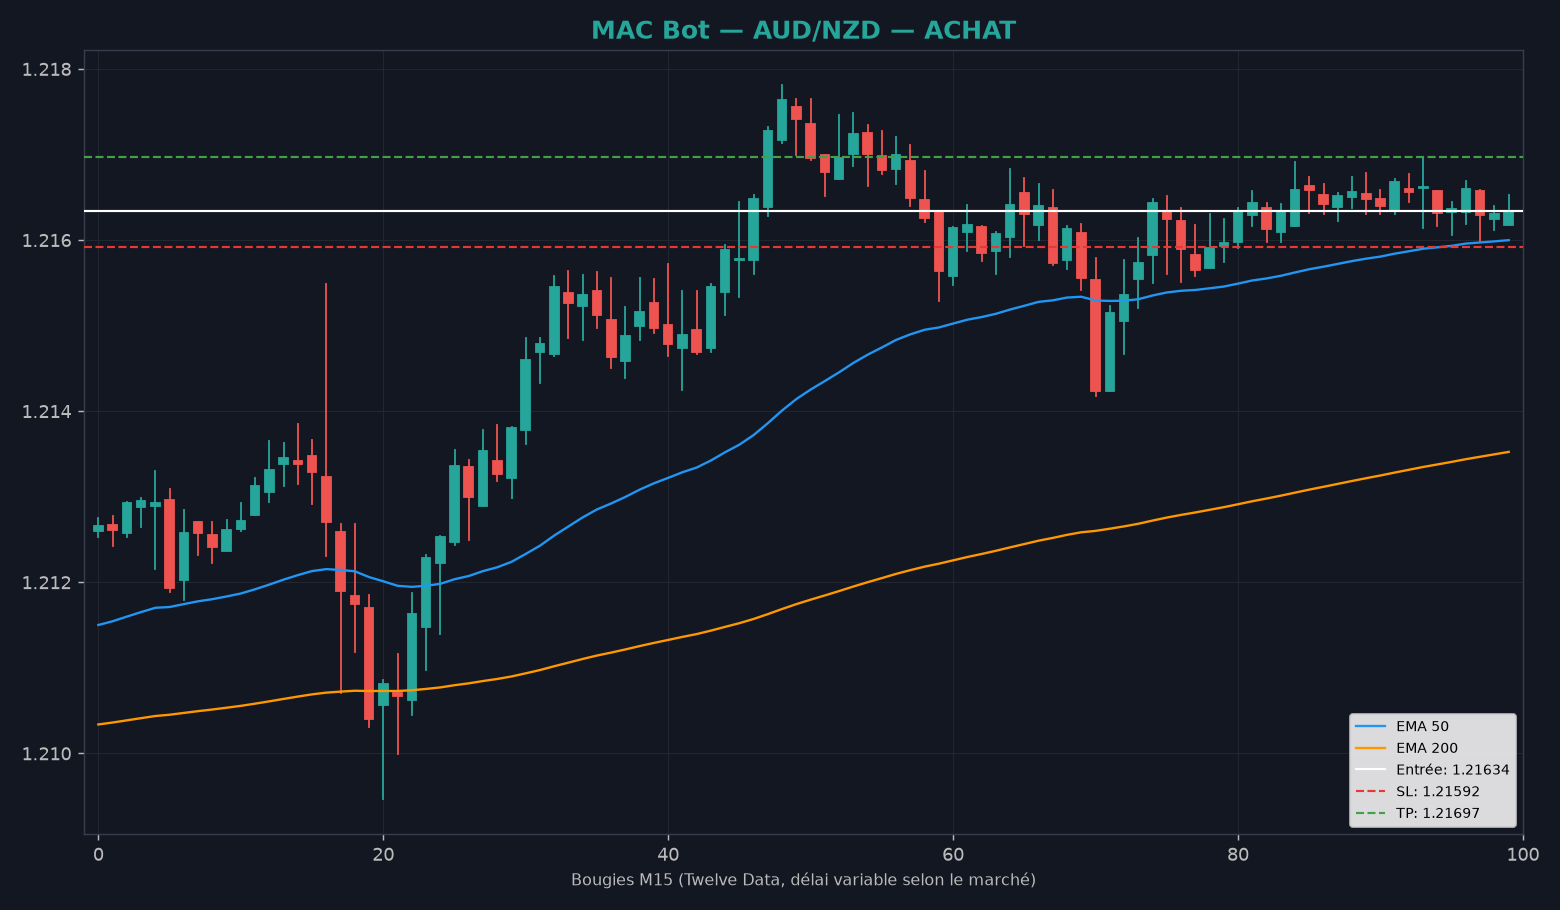 MAC Bot — AUD/NZD — ACHAT
1.218
1.216
1.214
1.212
1.210
EMA 50
EMA 200
Entrée: 1.21634
SL: 1.21592
TP: 1.21697
0 20 40 60 80 100
Bougies M15 (Twelve Data, délai variable selon le marché)